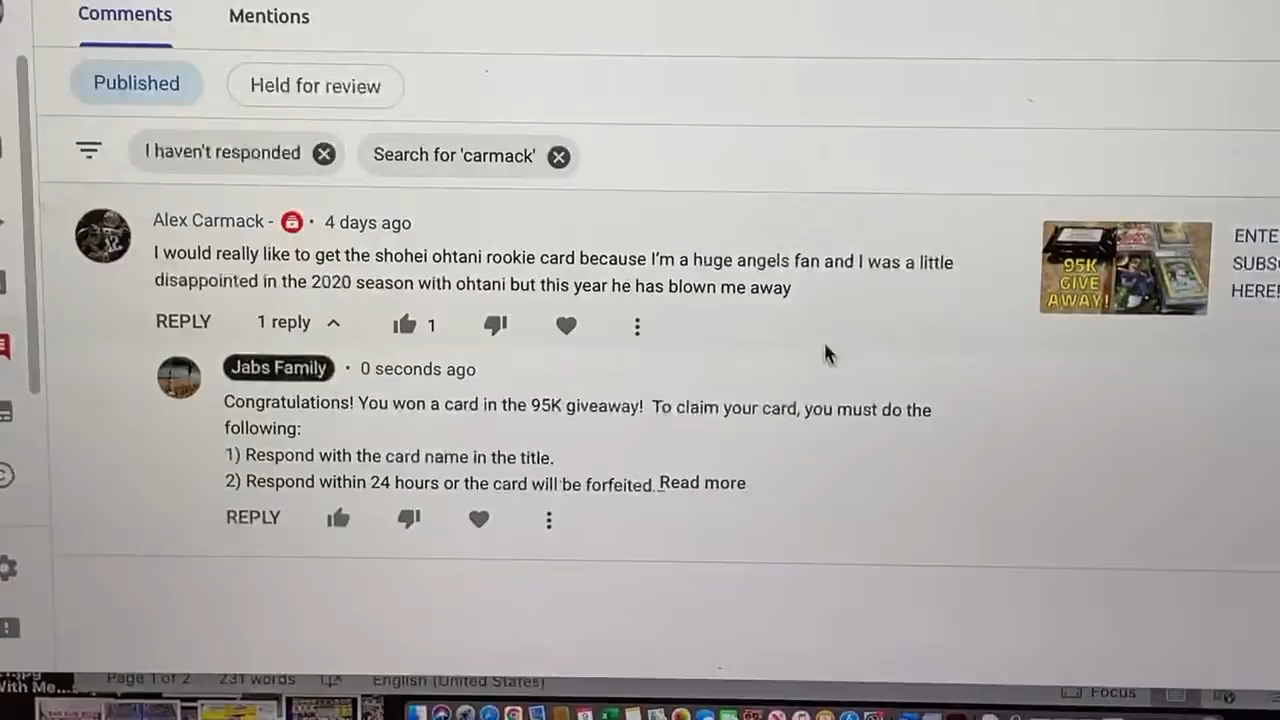 Comments
Mentions
Published
Held for review
I haven't responded
Search for 'carmack'
Alex Carmack - · 4 days ago
I would really like to get the shohei ohtani rookie card because I'm a huge angels fan and I was a little
disappointed in the 2020 season with ohtani but this year he has blown me away
REPLY
1 reply
1
95K
GIVE
AWAY!
ENTE
SUBS
HERE!
Jabs Family · 0 seconds ago
Congratulations! You won a card in the 95K giveaway! To claim your card, you must do the
following:
1) Respond with the card name in the title.
2) Respond within 24 hours or the card will be forfeited. Read more
REPLY
With Me...
Page 1 of 2
231 words
English (United States)
Focus